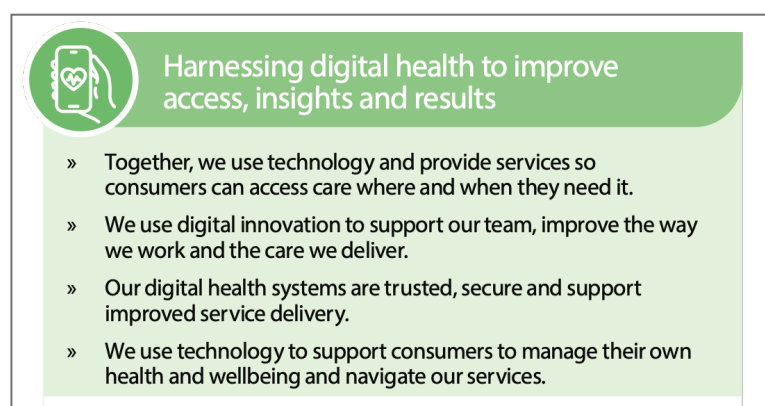 Harnessing digital health to improve
access, insights and results
» Together, we use technology and provide services so
consumers can access care where and when they need it.
» We use digital innovation to support our team, improve the way
we work and the care we deliver.
» Our digital health systems are trusted, secure and support
improved service delivery.
» We use technology to support consumers to manage their own
health and wellbeing and navigate our services.